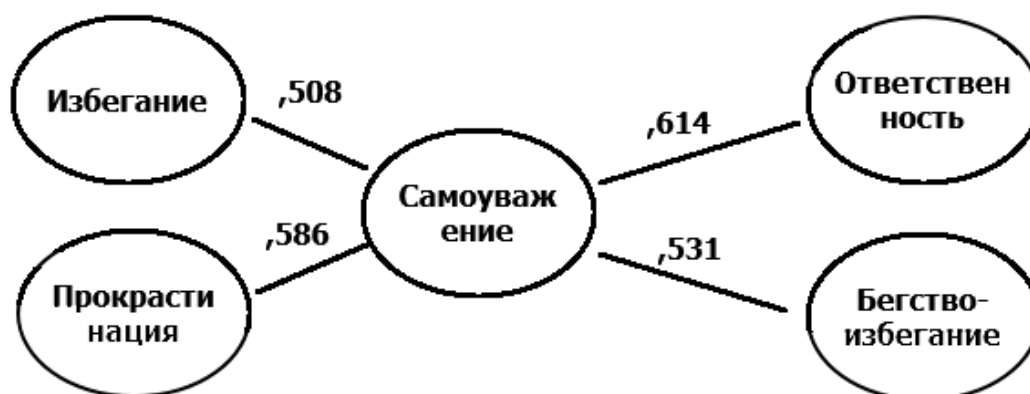 Избегание
,508
Ответствен
ность
,614
Самоуваж
ение
,586
,531
Прокрасти
нация
Бегство-
избегание